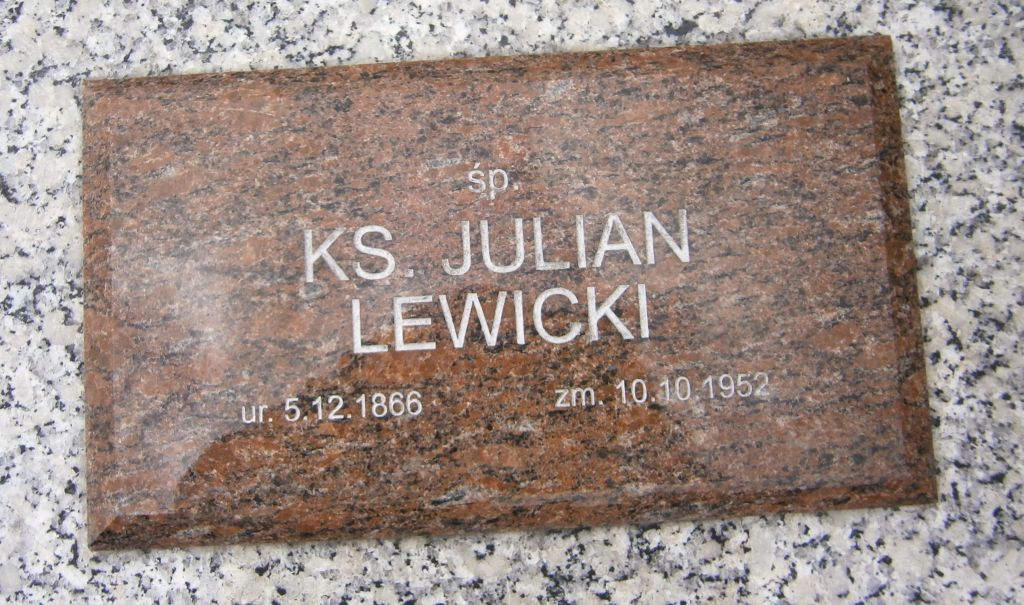 śp.
KS. JULIAN
LEWICKI
ur. 5.12.1866 zm. 10.10.1952